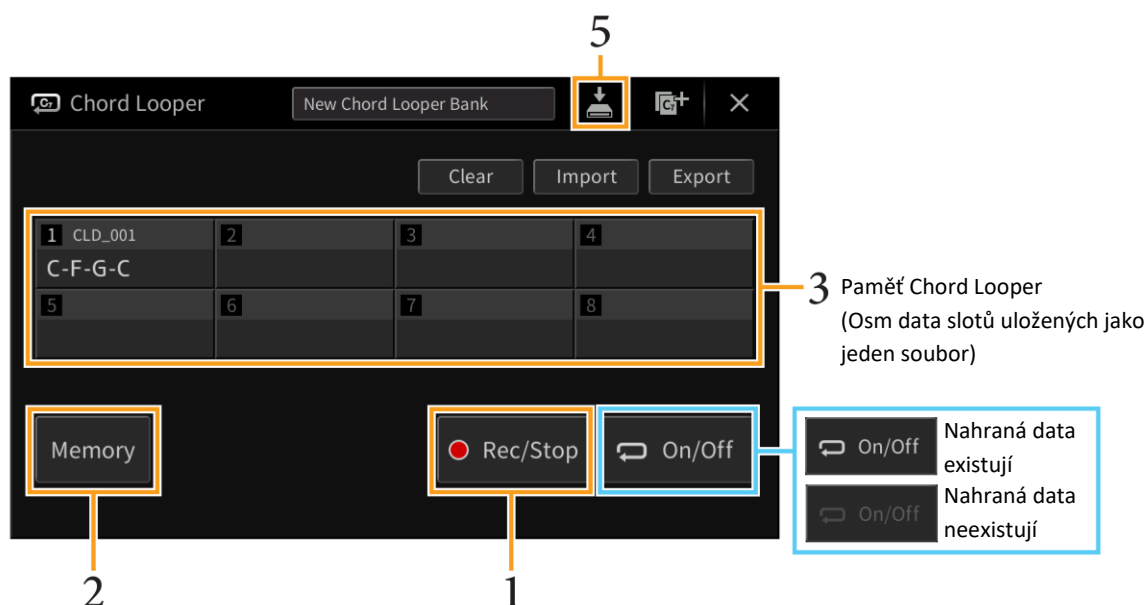 5
Chord Looper
New Chord Looper Bank
Clear
Import
Export
1 CLD_001
2
3
4
C-F-G-C
5
6
7
8
3 Paměť Chord Looper
(Osm data slotů uložených jako
jeden soubor)
Memory
Rec/Stop
On/Off
On/Off
Nahraná data
existují
On/Off
Nahraná data
neexistují
2
1